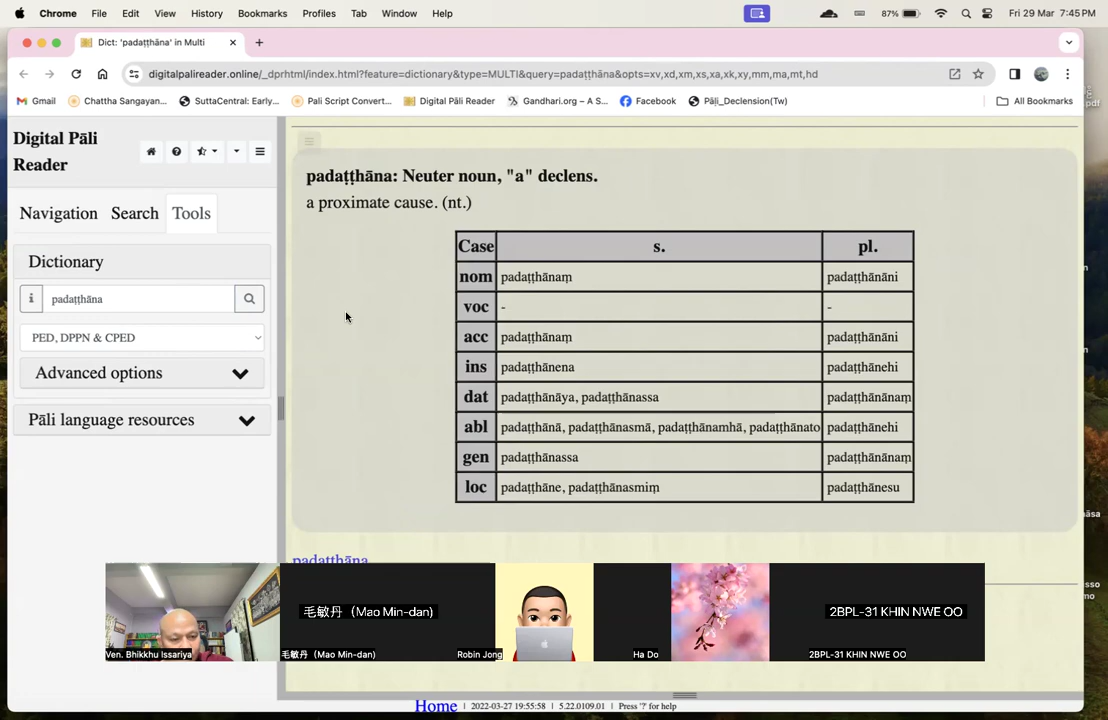 Chrome File Edit View History Bookmarks Profiles Tab Window Help 87% Fri 29 Mar 7:45 PM
Dict: 'padaṭṭhāna' in Multi
digitalpalireader.online/_dprhtml/index.html?feature=dictionary&type=MULTI&query=padaṭṭhāna&opts=xv,xd,xm,xs,xa,xk,xy,mm,ma,mt,hd
Gmail Chattha Sangayan... SuttaCentral: Early... Pali Script Convert... Digital Pāli Reader Gandhari.org – A S... Facebook Pāḷi_Declension(Tw) All Bookmarks
.pdf
Digital Pāli
Reader
Navigation Search Tools
Dictionary
padaṭṭhāna
PED, DPPN & CPED
Advanced options
Pāli language resources
padaṭṭhāna: Neuter noun, "a" declens.
a proximate cause. (nt.)
Case s. pl.
nom padaṭṭhānaṃ padaṭṭhānāni
voc - -
acc padaṭṭhānaṃ padaṭṭhānāni
ins padaṭṭhānena padaṭṭhānehi
dat padaṭṭhānāya, padaṭṭhānassa padaṭṭhānānaṃ
abl padaṭṭhānā, padaṭṭhānasmā, padaṭṭhānamhā, padaṭṭhānato padaṭṭhānehi
gen padaṭṭhānassa padaṭṭhānānaṃ
loc padaṭṭhāne, padaṭṭhānasmiṃ padaṭṭhānesu
padaṭṭhāna
毛敏丹（Mao Min-dan) 2BPL-31 KHIN NWE OO
Ven. Bhikkhu Issariya 毛敏丹（Mao Min-dan) Robin Jong Ha Do 2BPL-31 KHIN NWE OO
Home | 2022-03-27 19:55:58 | 5.22.0109.01 | Press '?' for help